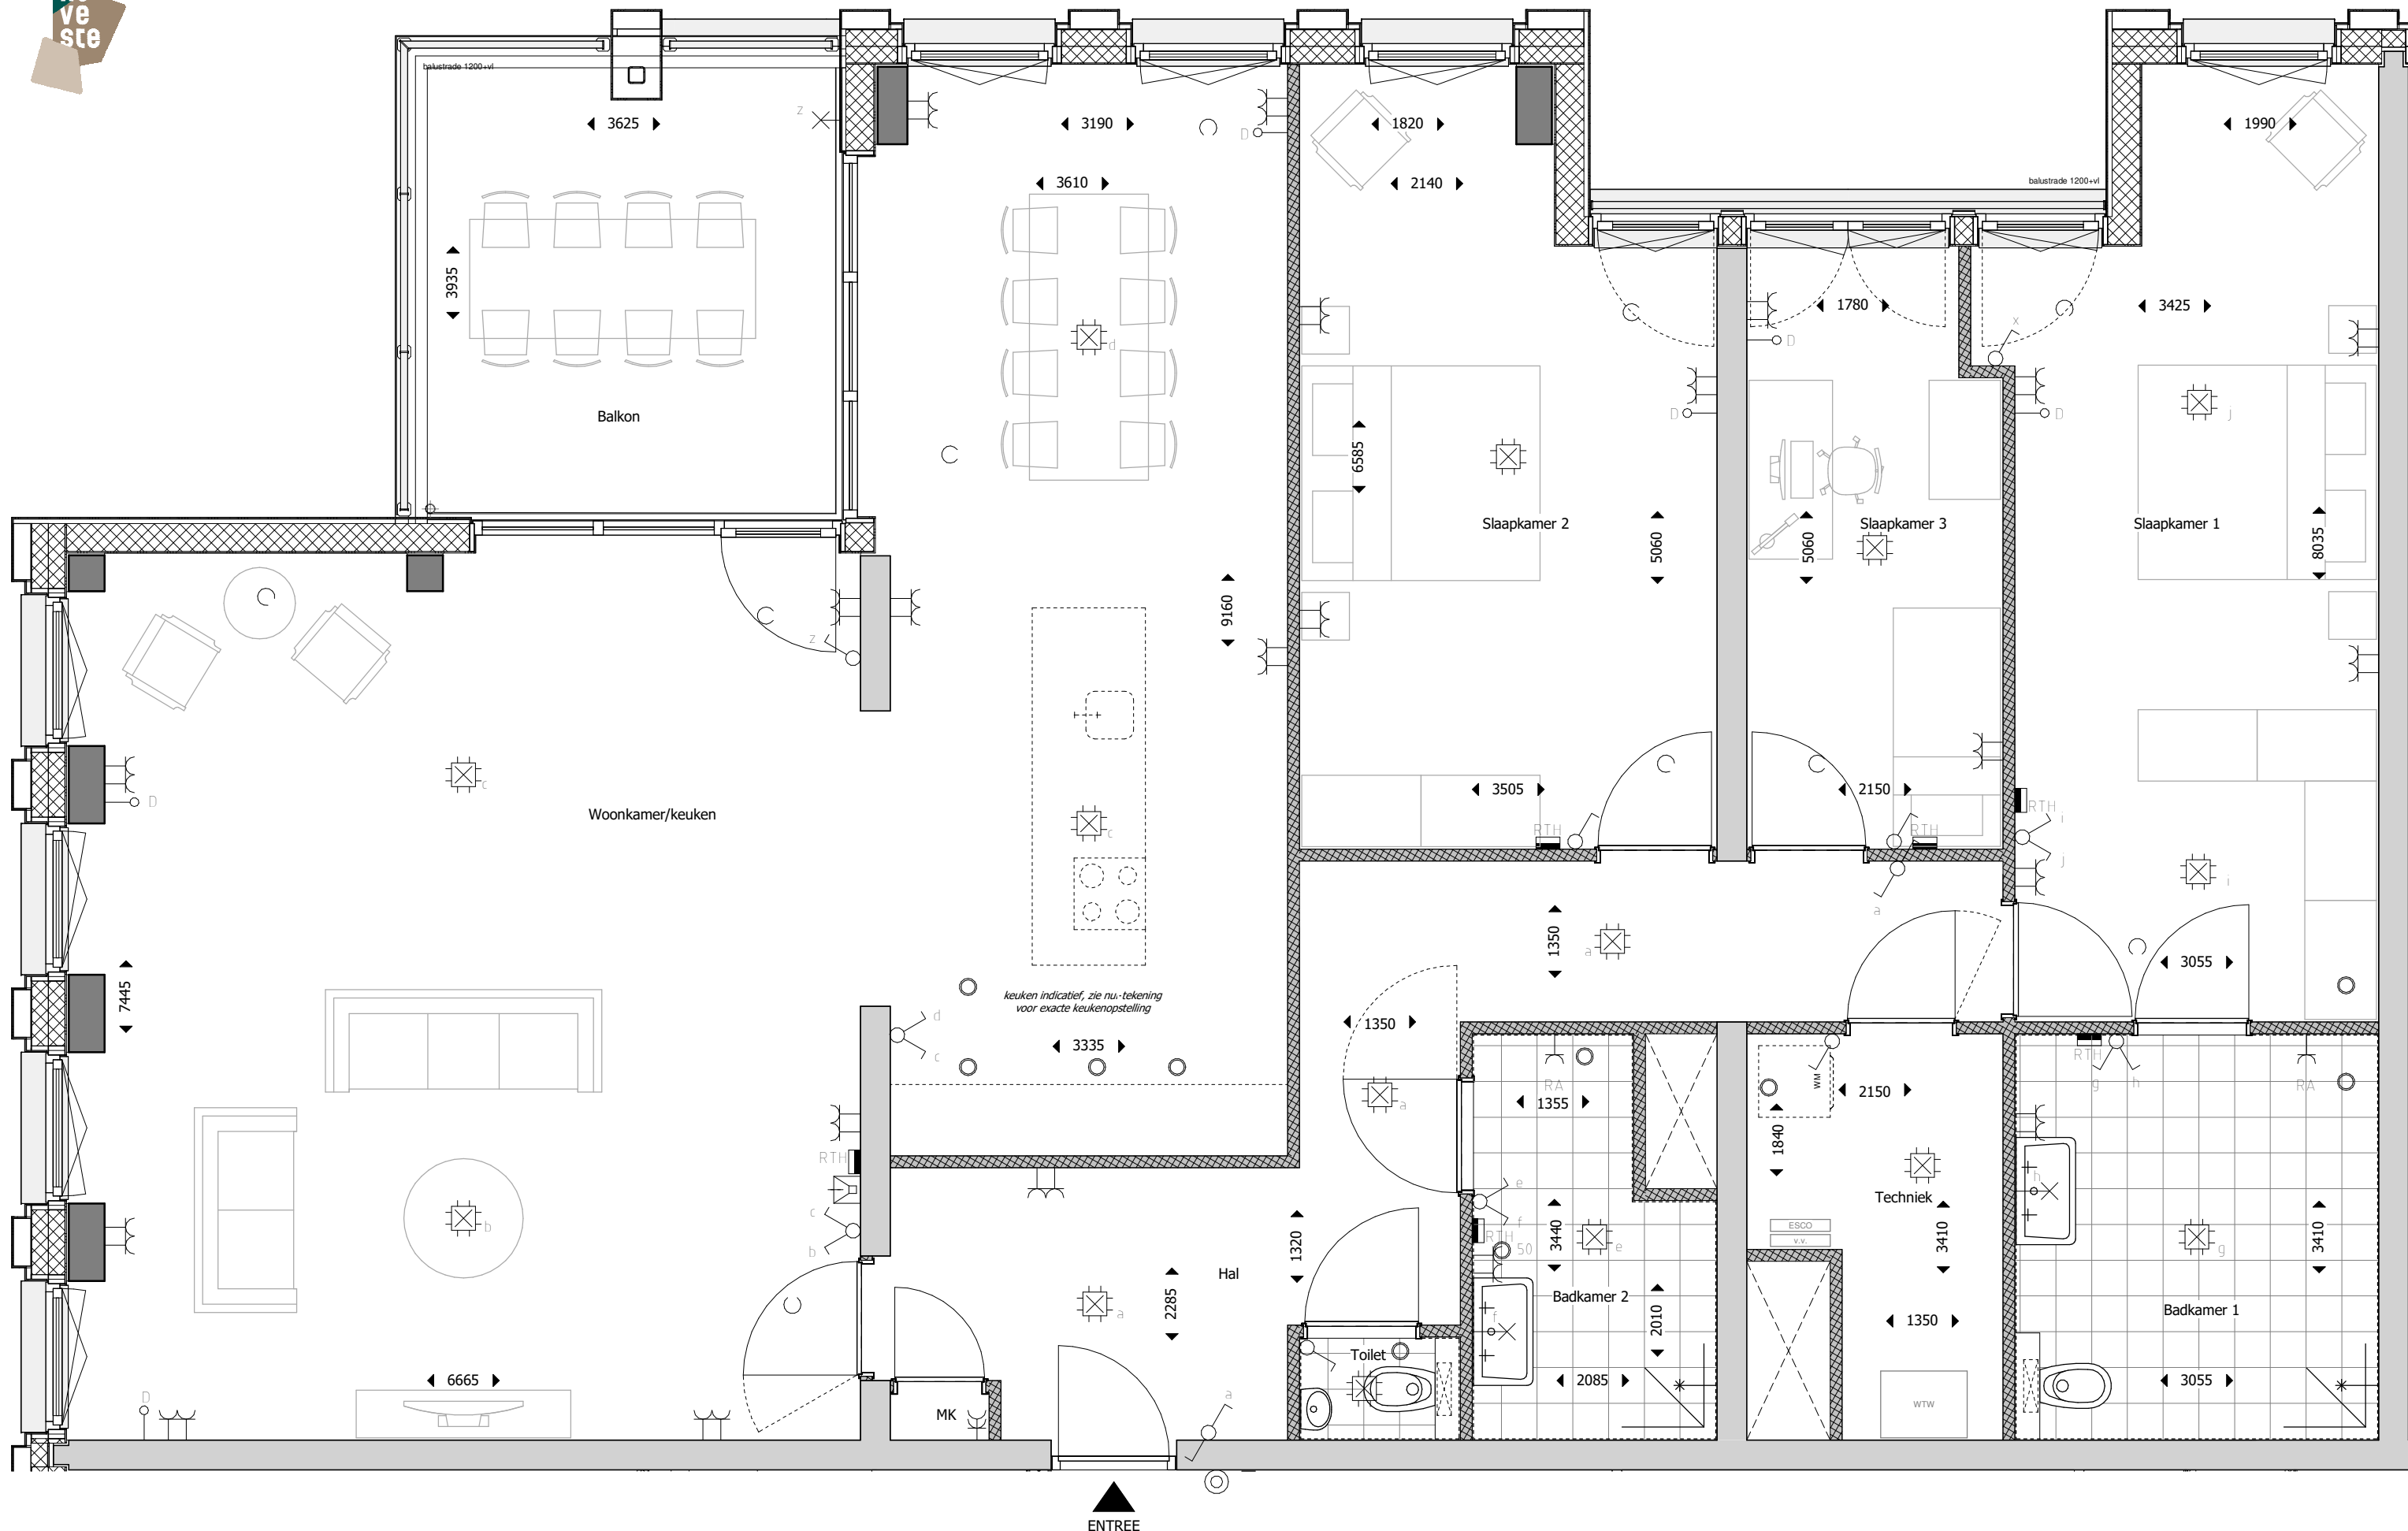 ve
ste
balustrade 1200+vl
z
3625
3190
D
1820
1990
3610
2140
balustrade 1200+vl
3935
1780
3425
x
d
D
Balkon
D
D
j
6585
Slaapkamer 2
5060
5060
Slaapkamer 3
Slaapkamer 1
8035
9160
z
D
c
Woonkamer/keuken
c
3505
2150
RTH
RTH
RTH
i
j
i
a
1350
a
3055
7445
keuken indicatief, zie nul-tekening
voor exacte keukenopstelling
d
c
3335
1350
a
RA
1355
WM
2150
1840
RTH
g
h
RA
RTH
c
b
b
1320
Hal
2285
a
e
f
RTH
50
3440
e
Badkamer 2
f
2010
2085
Techniek
ESCO
v.v.
3410
1350
h
g
3410
Badkamer 1
3055
Toilet
6665
D
MK
a
WTW
ENTREE